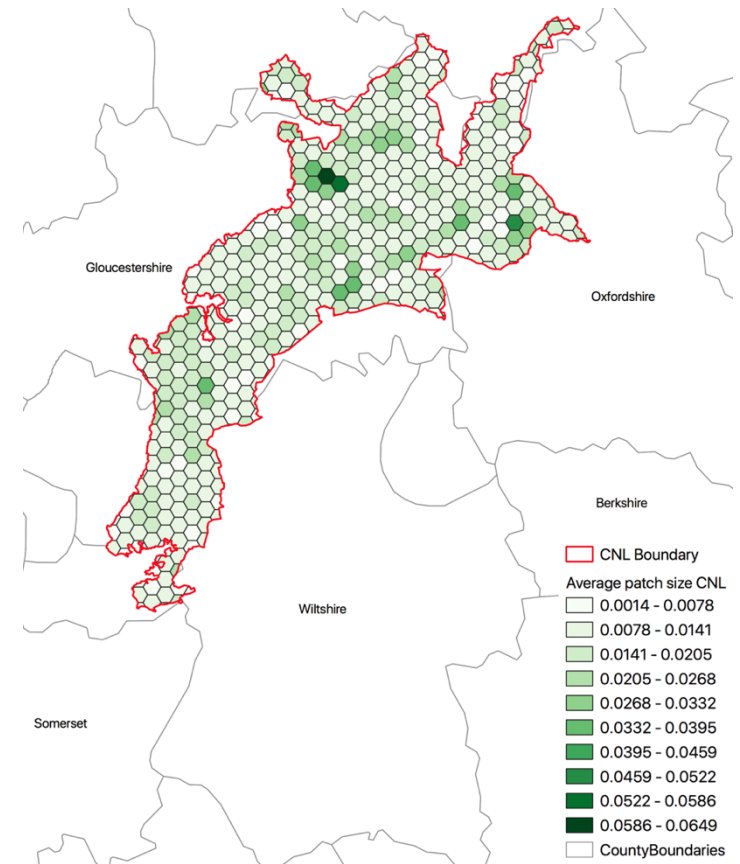 Gloucestershire
Oxfordshire
Berkshire
Wiltshire
Somerset
CNL Boundary
Average patch size CNL
0.0014 - 0.0078
0.0078 - 0.0141
0.0141 - 0.0205
0.0205 - 0.0268
0.0268 - 0.0332
0.0332 - 0.0395
0.0395 - 0.0459
0.0459 - 0.0522
0.0522 - 0.0586
0.0586 - 0.0649
CountyBoundaries